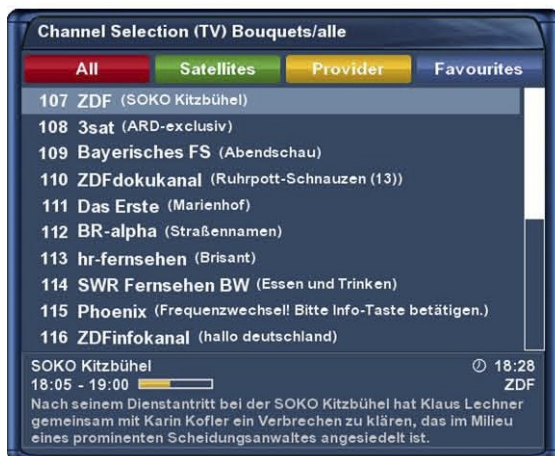 Channel Selection (TV) Bouquets/alle
All Satellites Provider Favourites
107 ZDF (SOKO Kitzbühel)
108 3sat (ARD-exclusiv)
109 Bayerisches FS (Abendschau)
110 ZDFdokukanal (Ruhrpott-Schnauzen (13))
111 Das Erste (Marienhof)
112 BR-alpha (Straßennamen)
113 hr-fernsehen (Brisant)
114 SWR Fernsehen BW (Essen und Trinken)
115 Phoenix (Frequenzwechsel! Bitte Info-Taste betätigen.)
116 ZDFinfokanal (hallo deutschland)
SOKO Kitzbühel 18:28
18:05 - 19:00 ZDF
Nach seinem Dienstantritt bei der SOKO Kitzbühel hat Klaus Lechner
gemeinsam mit Karin Kofler ein Verbrechen zu klären, das im Milieu
eines prominenten Scheidungsanwaltes angesiedelt ist.